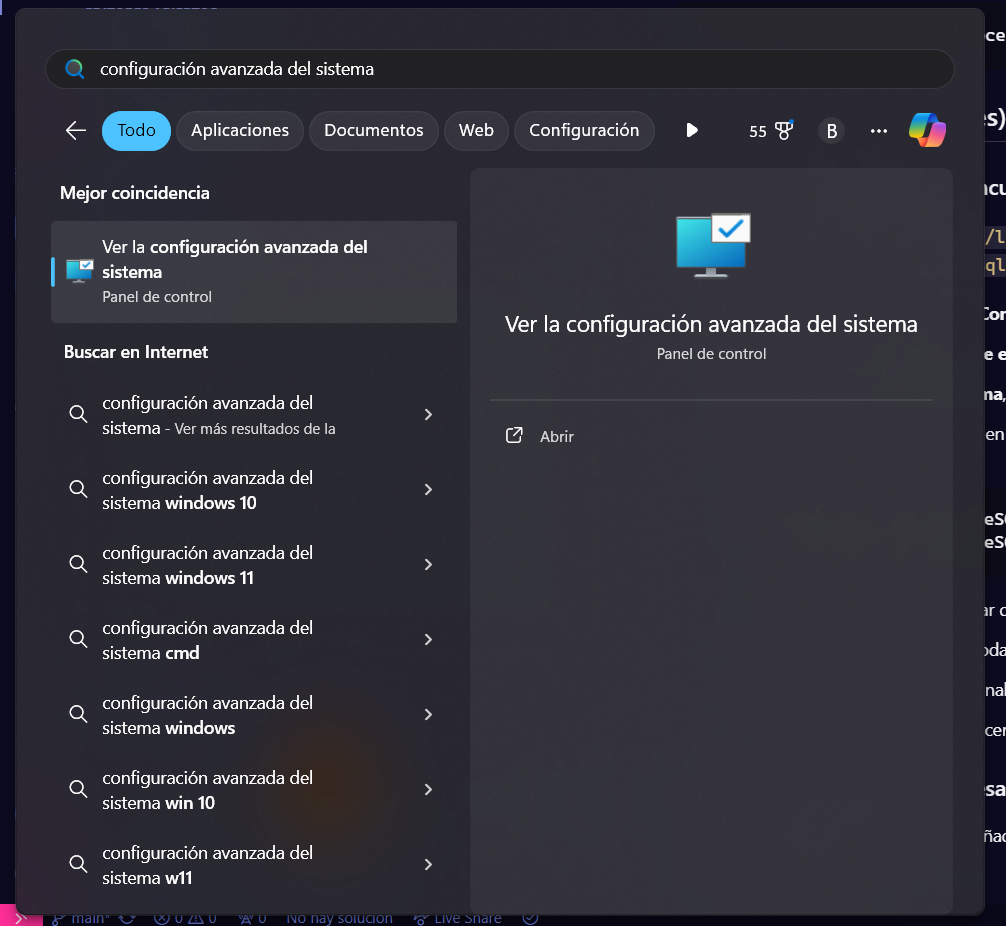 configuración avanzada del sistema
Todo Aplicaciones Documentos Web Configuración 55 B
Mejor coincidencia
Ver la configuración avanzada del
sistema
Panel de control
Buscar en Internet
configuración avanzada del
sistema - Ver más resultados de la
configuración avanzada del
sistema windows 10
configuración avanzada del
sistema windows 11
configuración avanzada del
sistema cmd
configuración avanzada del
sistema windows
configuración avanzada del
sistema win 10
configuración avanzada del
sistema w11
Ver la configuración avanzada del sistema
Panel de control
Abrir
main* 0 0 0 No hay solución Live Share